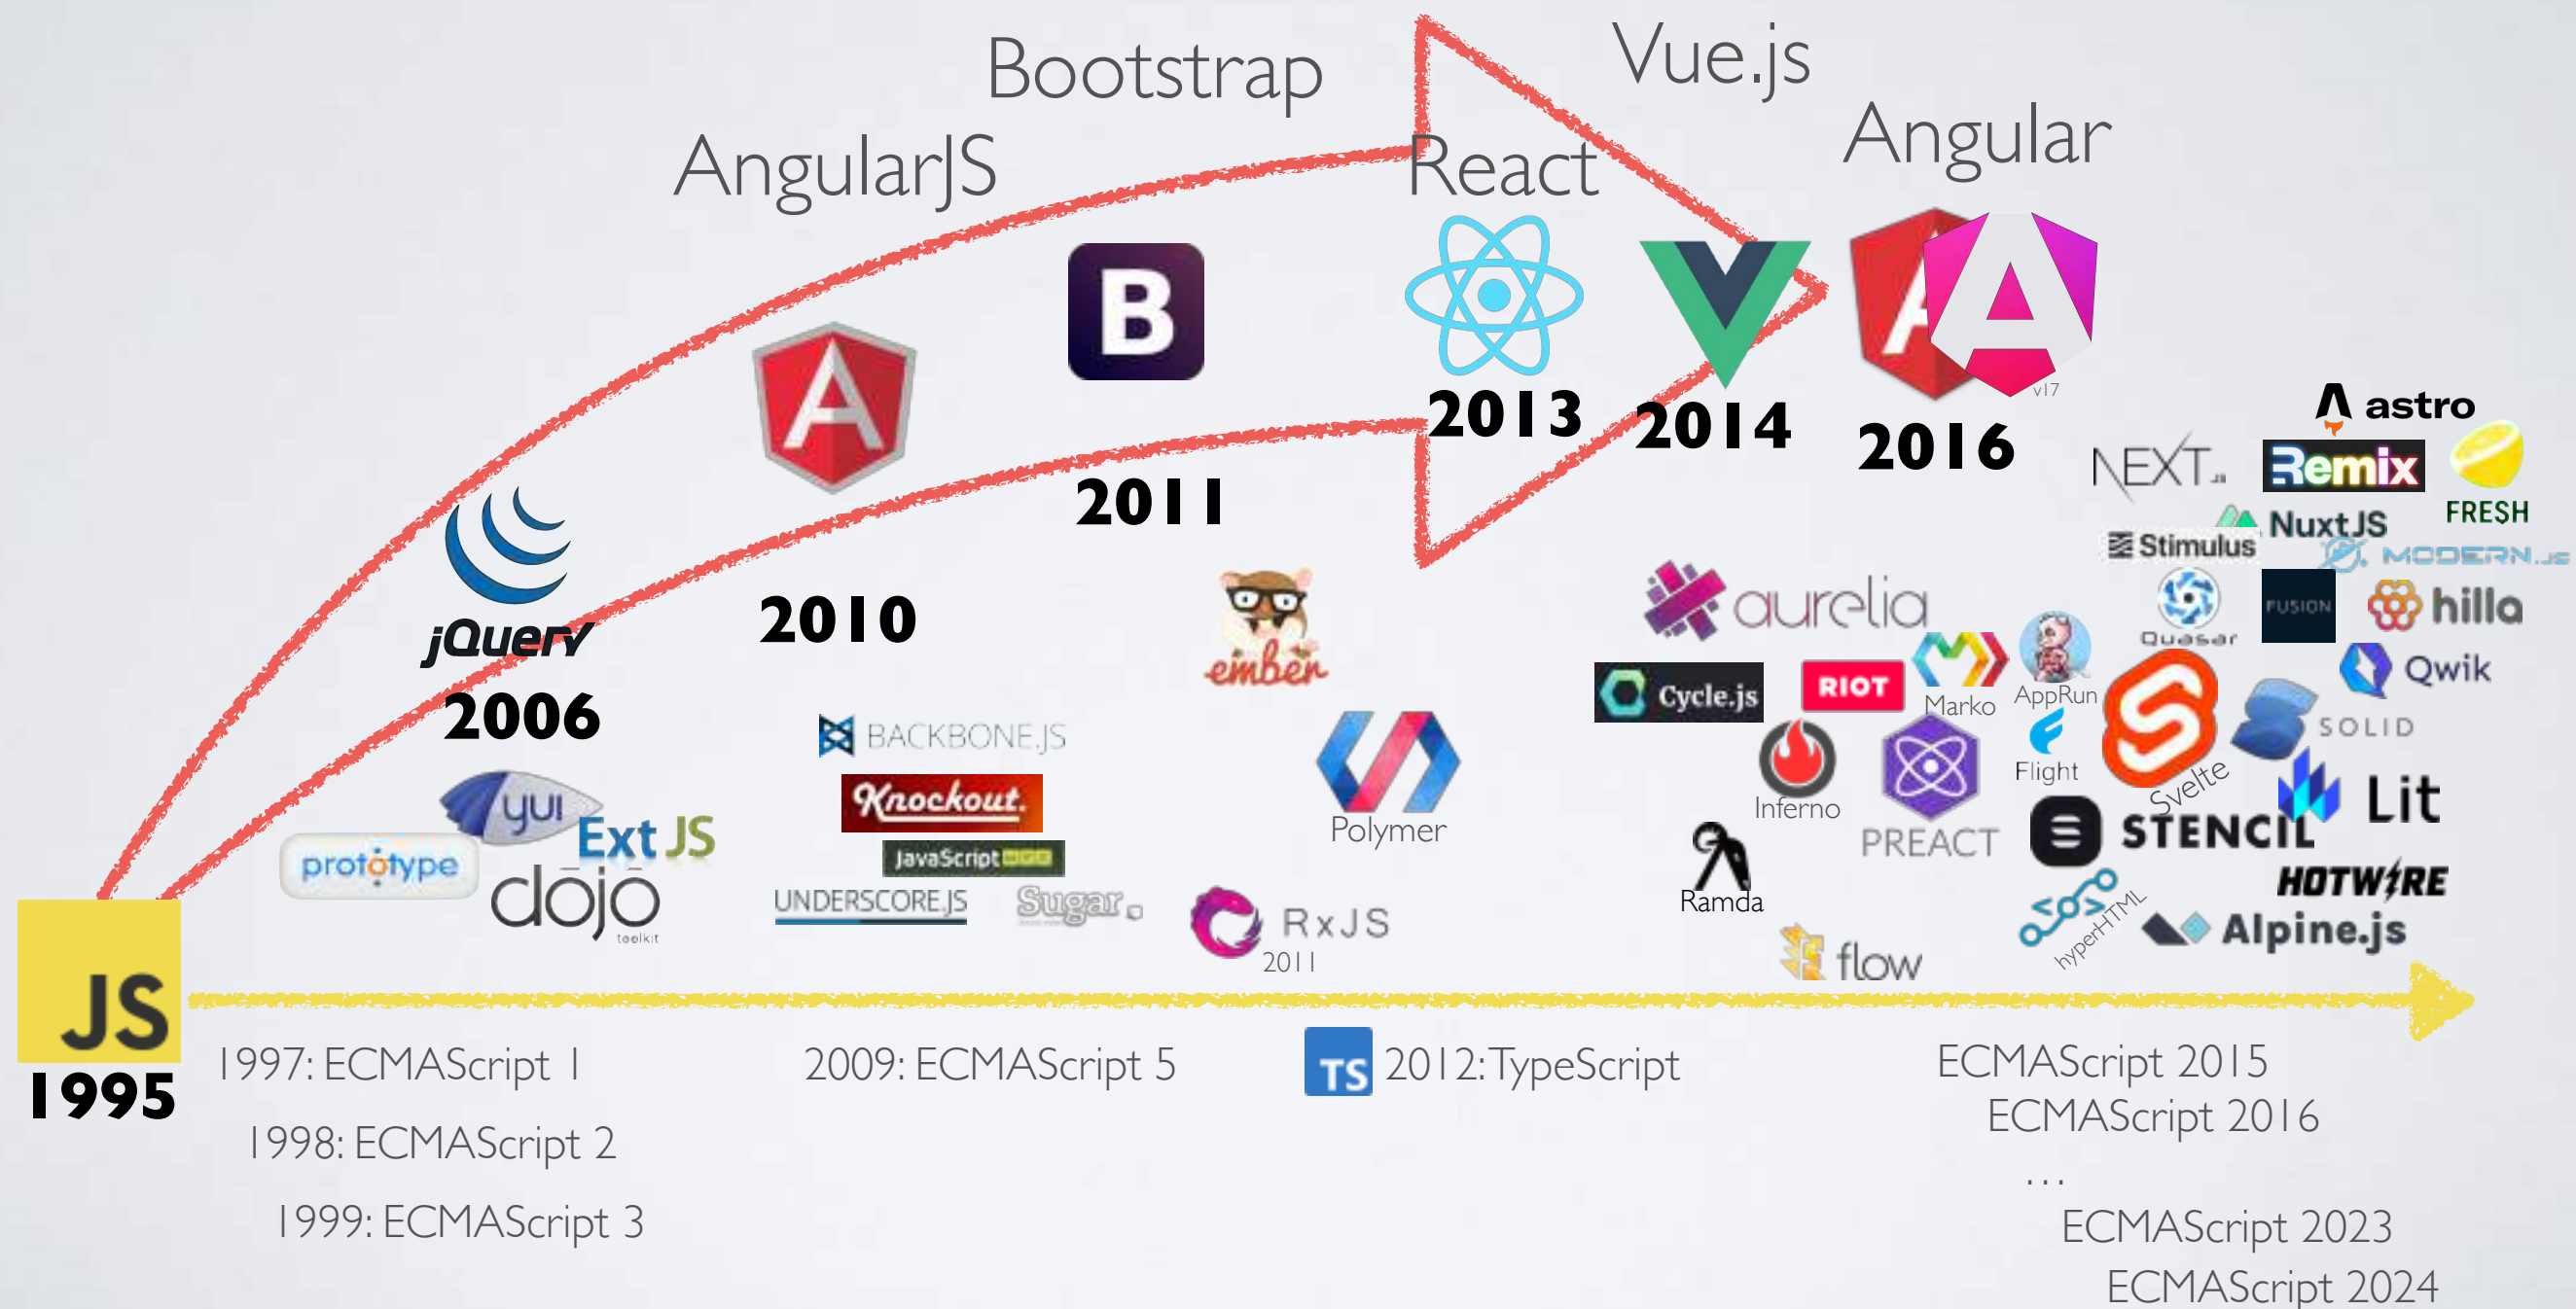 Bootstrap
Vue.js
AngularJS
React
Angular
B
A
A
A
v17
2013
2014
2016
2011
2010
jQuery
2006
astro
NEXT.JS
Remix
FRESH
NuxtJS
Stimulus
MODERN.JS
aurelia
Quasar
FUSION
hilla
ember
Cycle.js
RIOT
Marko
AppRun
Qwik
BACKBONE.JS
Polymer
Inferno
PREACT
Flight
Svelte
SOLID
Lit
yui
Ext JS
prototype
dojo
toolkit
Knockout.
JavaScript
UNDERSCORE.JS
Sugar
RxJS
2011
Ramda
STENCIL
HOTWIRE
hyperHTML
Alpine.js
flow
JS
1995
1997: ECMAScript 1
1998: ECMAScript 2
1999: ECMAScript 3
2009: ECMAScript 5
TS 2012: TypeScript
ECMAScript 2015
ECMAScript 2016
...
ECMAScript 2023
ECMAScript 2024